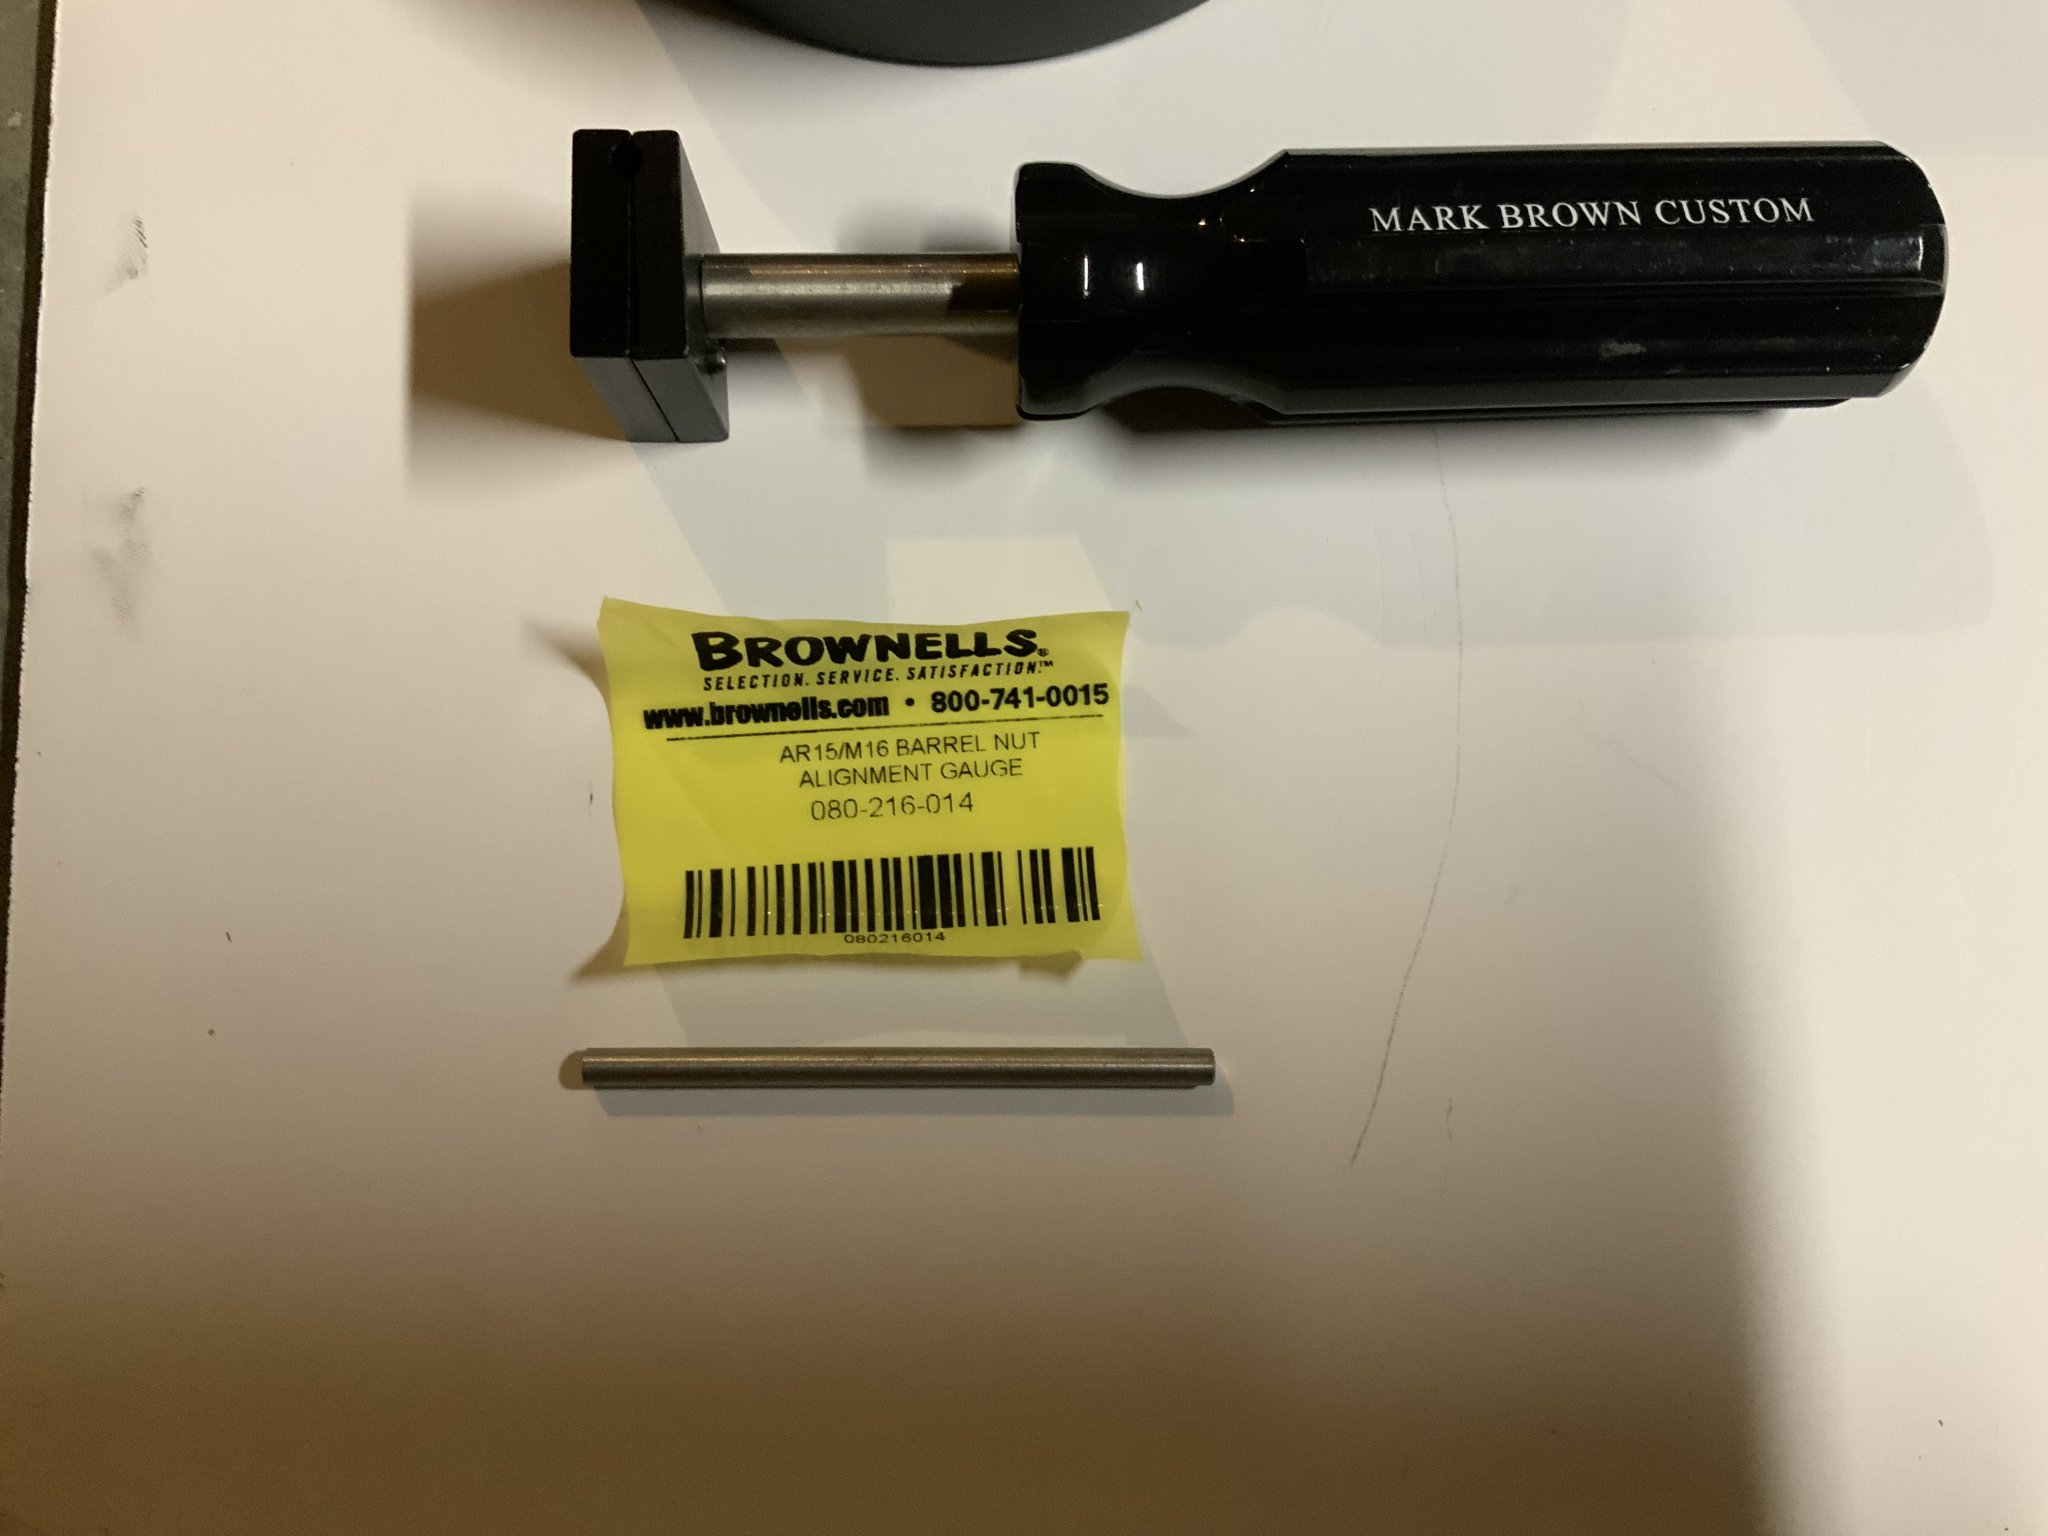 MARK BROWN CUSTOM
BROWNELLS®
SELECTION. SERVICE. SATISFACTION.™
www.brownells.com • 800-741-0015
AR15/M16 BARREL NUT
ALIGNMENT GAUGE
080-216-014
080216014